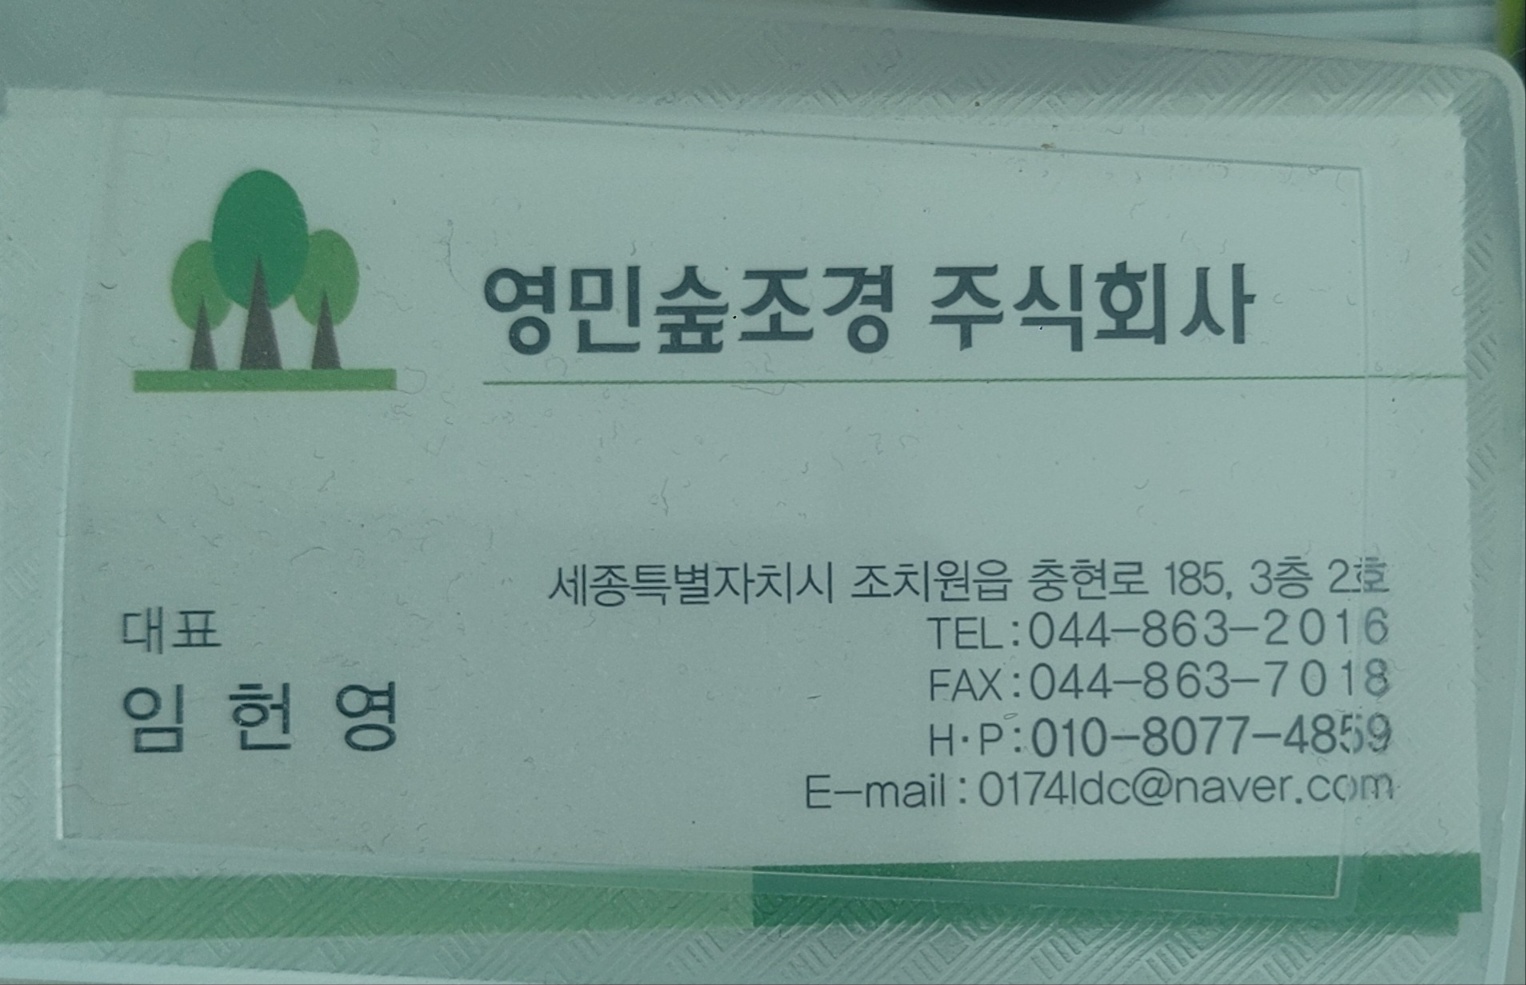 영민숲조경 주식회사
대표
임 헌 영
세종특별자치시 조치원읍 충현로 185, 3층 2호
TEL : 044-863-2016
FAX : 044-863-7018
H·P : 010-8077-4859
E-mail : 0174ldc@naver.com